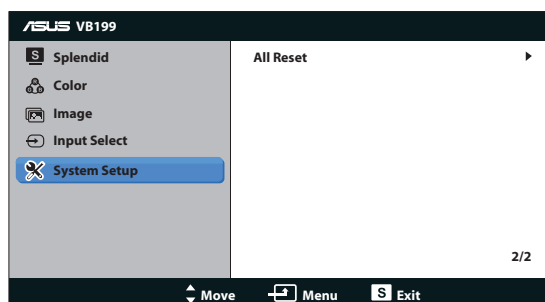 ASUS VB199
S Splendid
Color
Image
Input Select
System Setup
All Reset
2/2
Move Menu S Exit